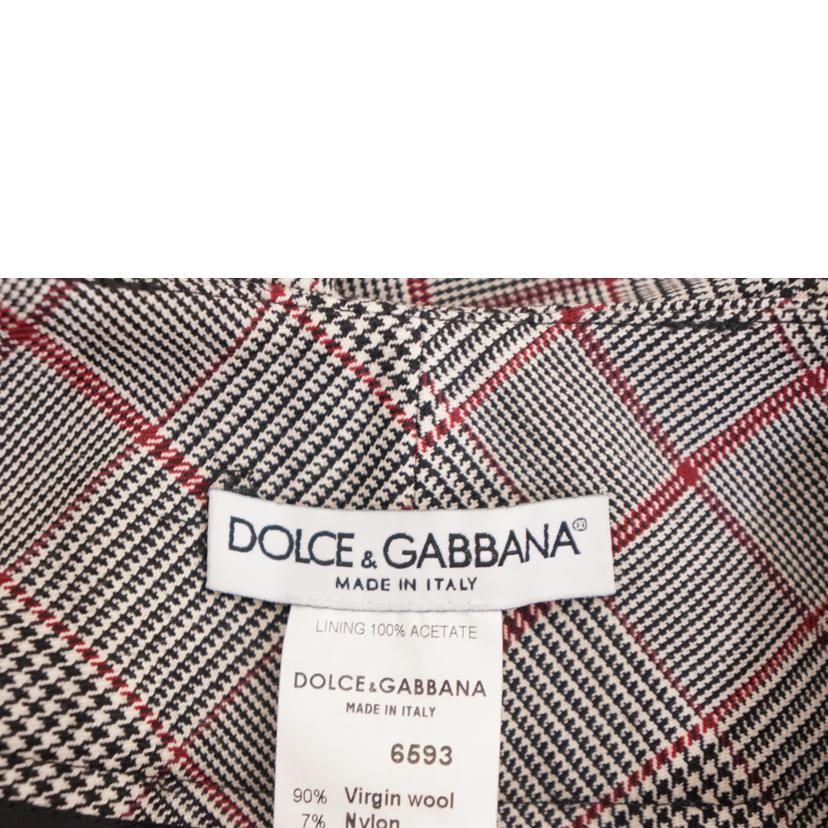 DOLCE & GABBANA
MADE IN ITALY
LINING 100% ACETATE
DOLCE & GABBANA
MADE IN ITALY
6593
90% Virgin wool
7% Nylon